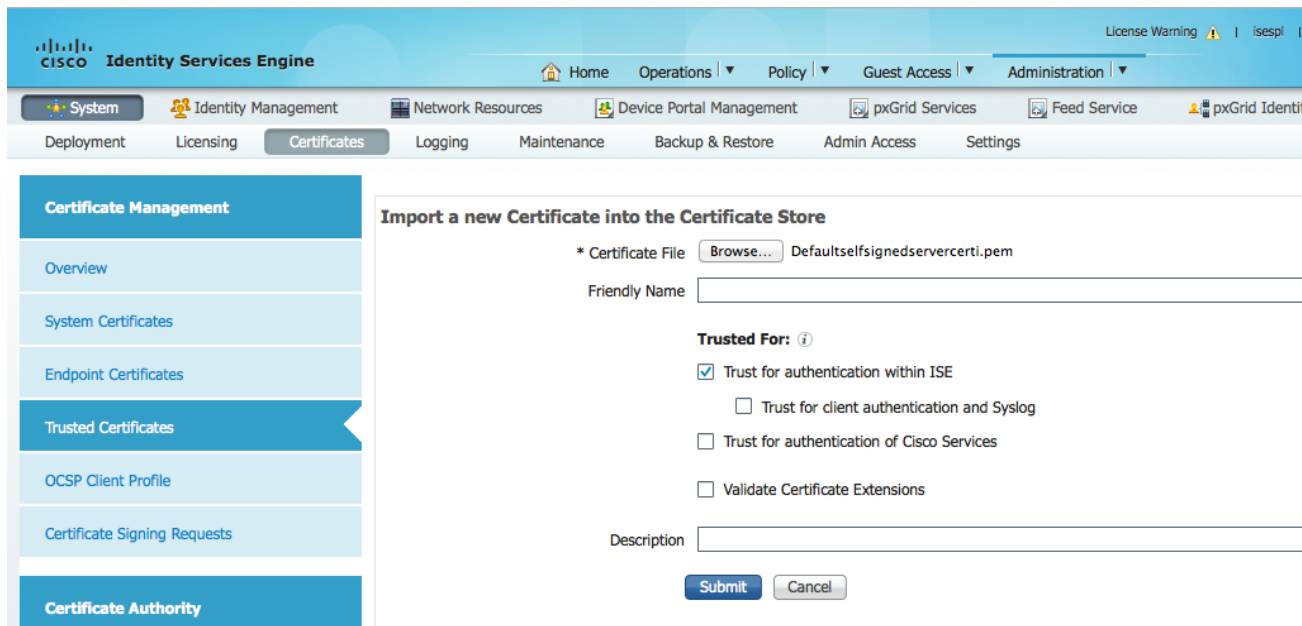 License Warning | isespl |
CISCO Identity Services Engine
Home Operations | Policy | Guest Access | Administration |
System Identity Management Network Resources Device Portal Management pxGrid Services Feed Service pxGrid Identi
Deployment Licensing Certificates Logging Maintenance Backup & Restore Admin Access Settings
Certificate Management
Overview
System Certificates
Endpoint Certificates
Trusted Certificates
OCSP Client Profile
Certificate Signing Requests
Certificate Authority
Import a new Certificate into the Certificate Store
* Certificate File Browse... Defaultselfsignedservercerti.pem
Friendly Name
Trusted For: i
Trust for authentication within ISE
Trust for client authentication and Syslog
Trust for authentication of Cisco Services
Validate Certificate Extensions
Description
Submit Cancel